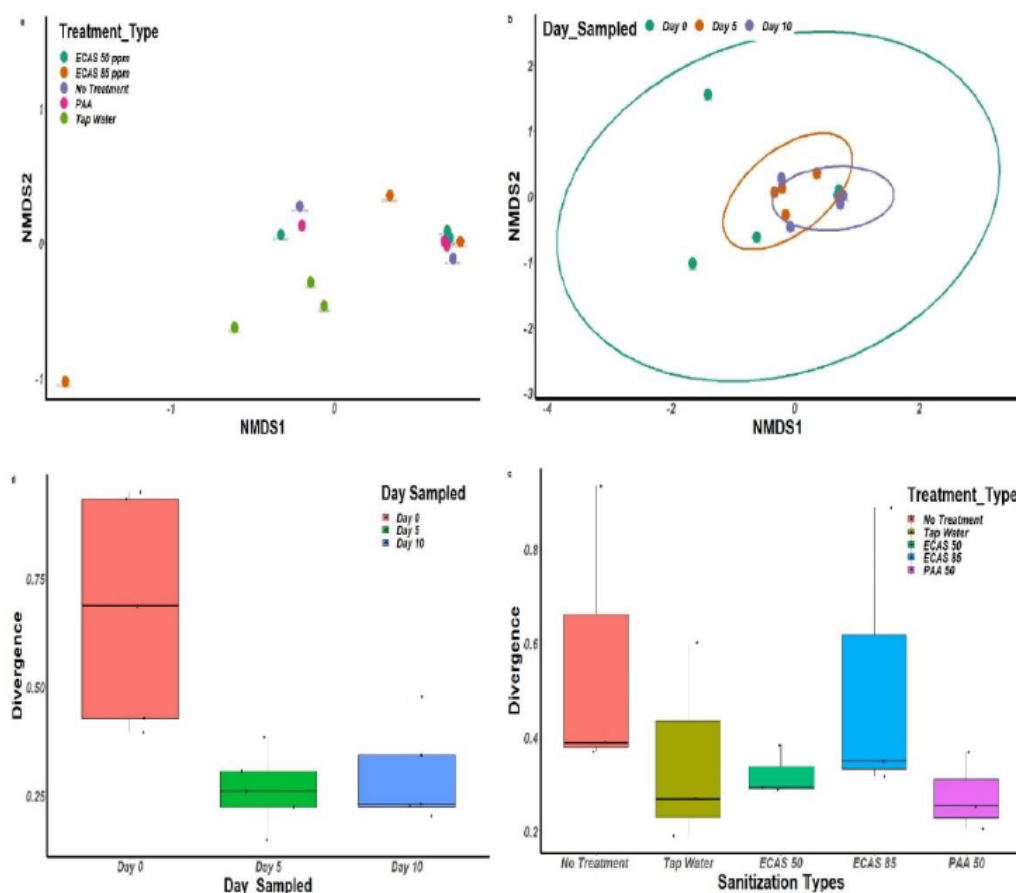 a
Treatment_Type
ECAS 50 ppm
ECAS 85 ppm
No Treatment
PAA
Tap Water
1
0
-1
NMDS2
-1
0
NMDS1
b
Day_Sampled
Day 0
Day 5
Day 10
2
1
0
-1
-2
-3
NMDS2
-4
-2
0
2
NMDS1
d
Day Sampled
Day 0
Day 5
Day 10
0.75
0.50
0.25
Divergence
Day 0
Day 5
Day 10
Day_Sampled
c
Treatment_Type
No Treatment
Tap Water
ECAS 50
ECAS 85
PAA 50
0.8
0.6
0.4
0.2
Divergence
No Treatment
Tap Water
ECAS 50
ECAS 85
PAA 50
Sanitization Types